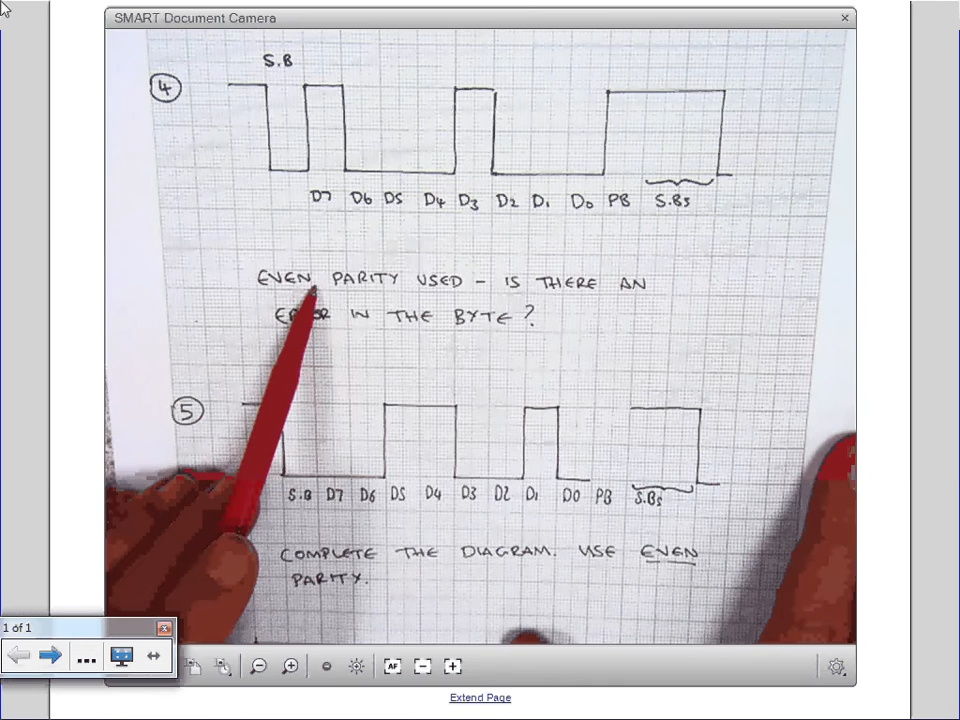 SMART Document Camera
S.B
4
D7 D6 D5 D4 D3 D2 D1 D0 PB S.Bs
EVEN PARITY USED - IS THERE AN
IN THE BYTE?
5
S.B D7 D6 D5 D4 D3 D2 D1 D0 PB S.Bs
COMPLETE THE DIAGRAM. USE EVEN
PARITY.
1 of 1
...
AF
Extend Page